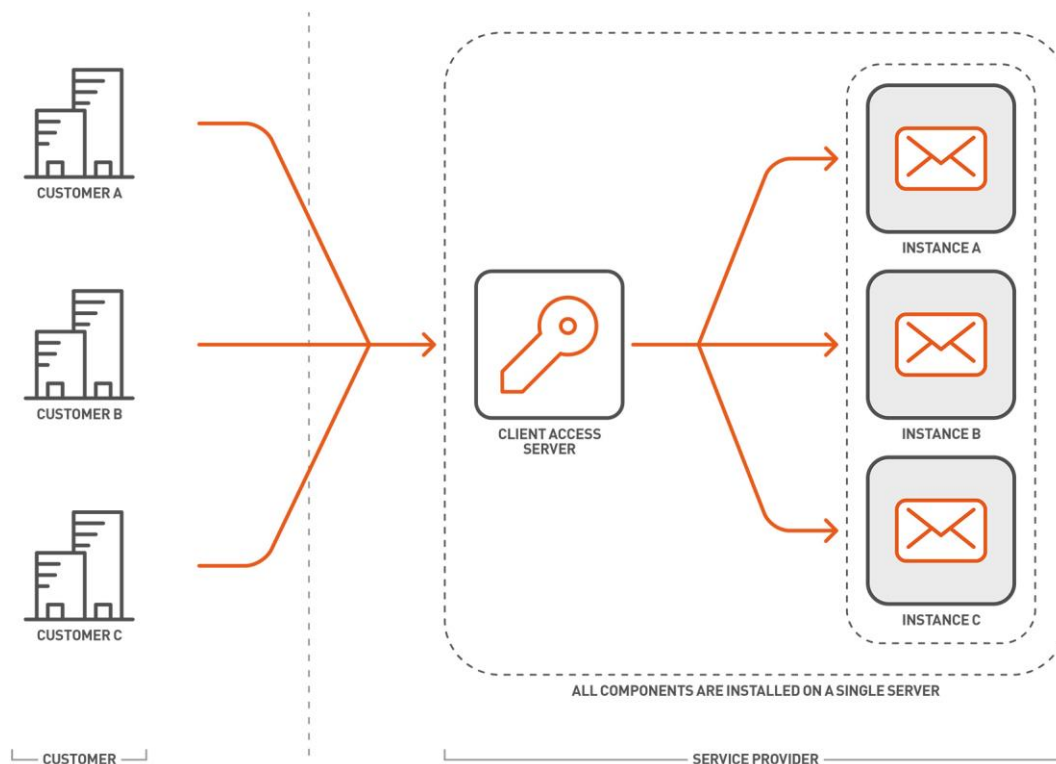 CUSTOMER A
INSTANCE A
CUSTOMER B
CLIENT ACCESS
SERVER
INSTANCE B
CUSTOMER C
INSTANCE C
ALL COMPONENTS ARE INSTALLED ON A SINGLE SERVER
CUSTOMER
SERVICE PROVIDER